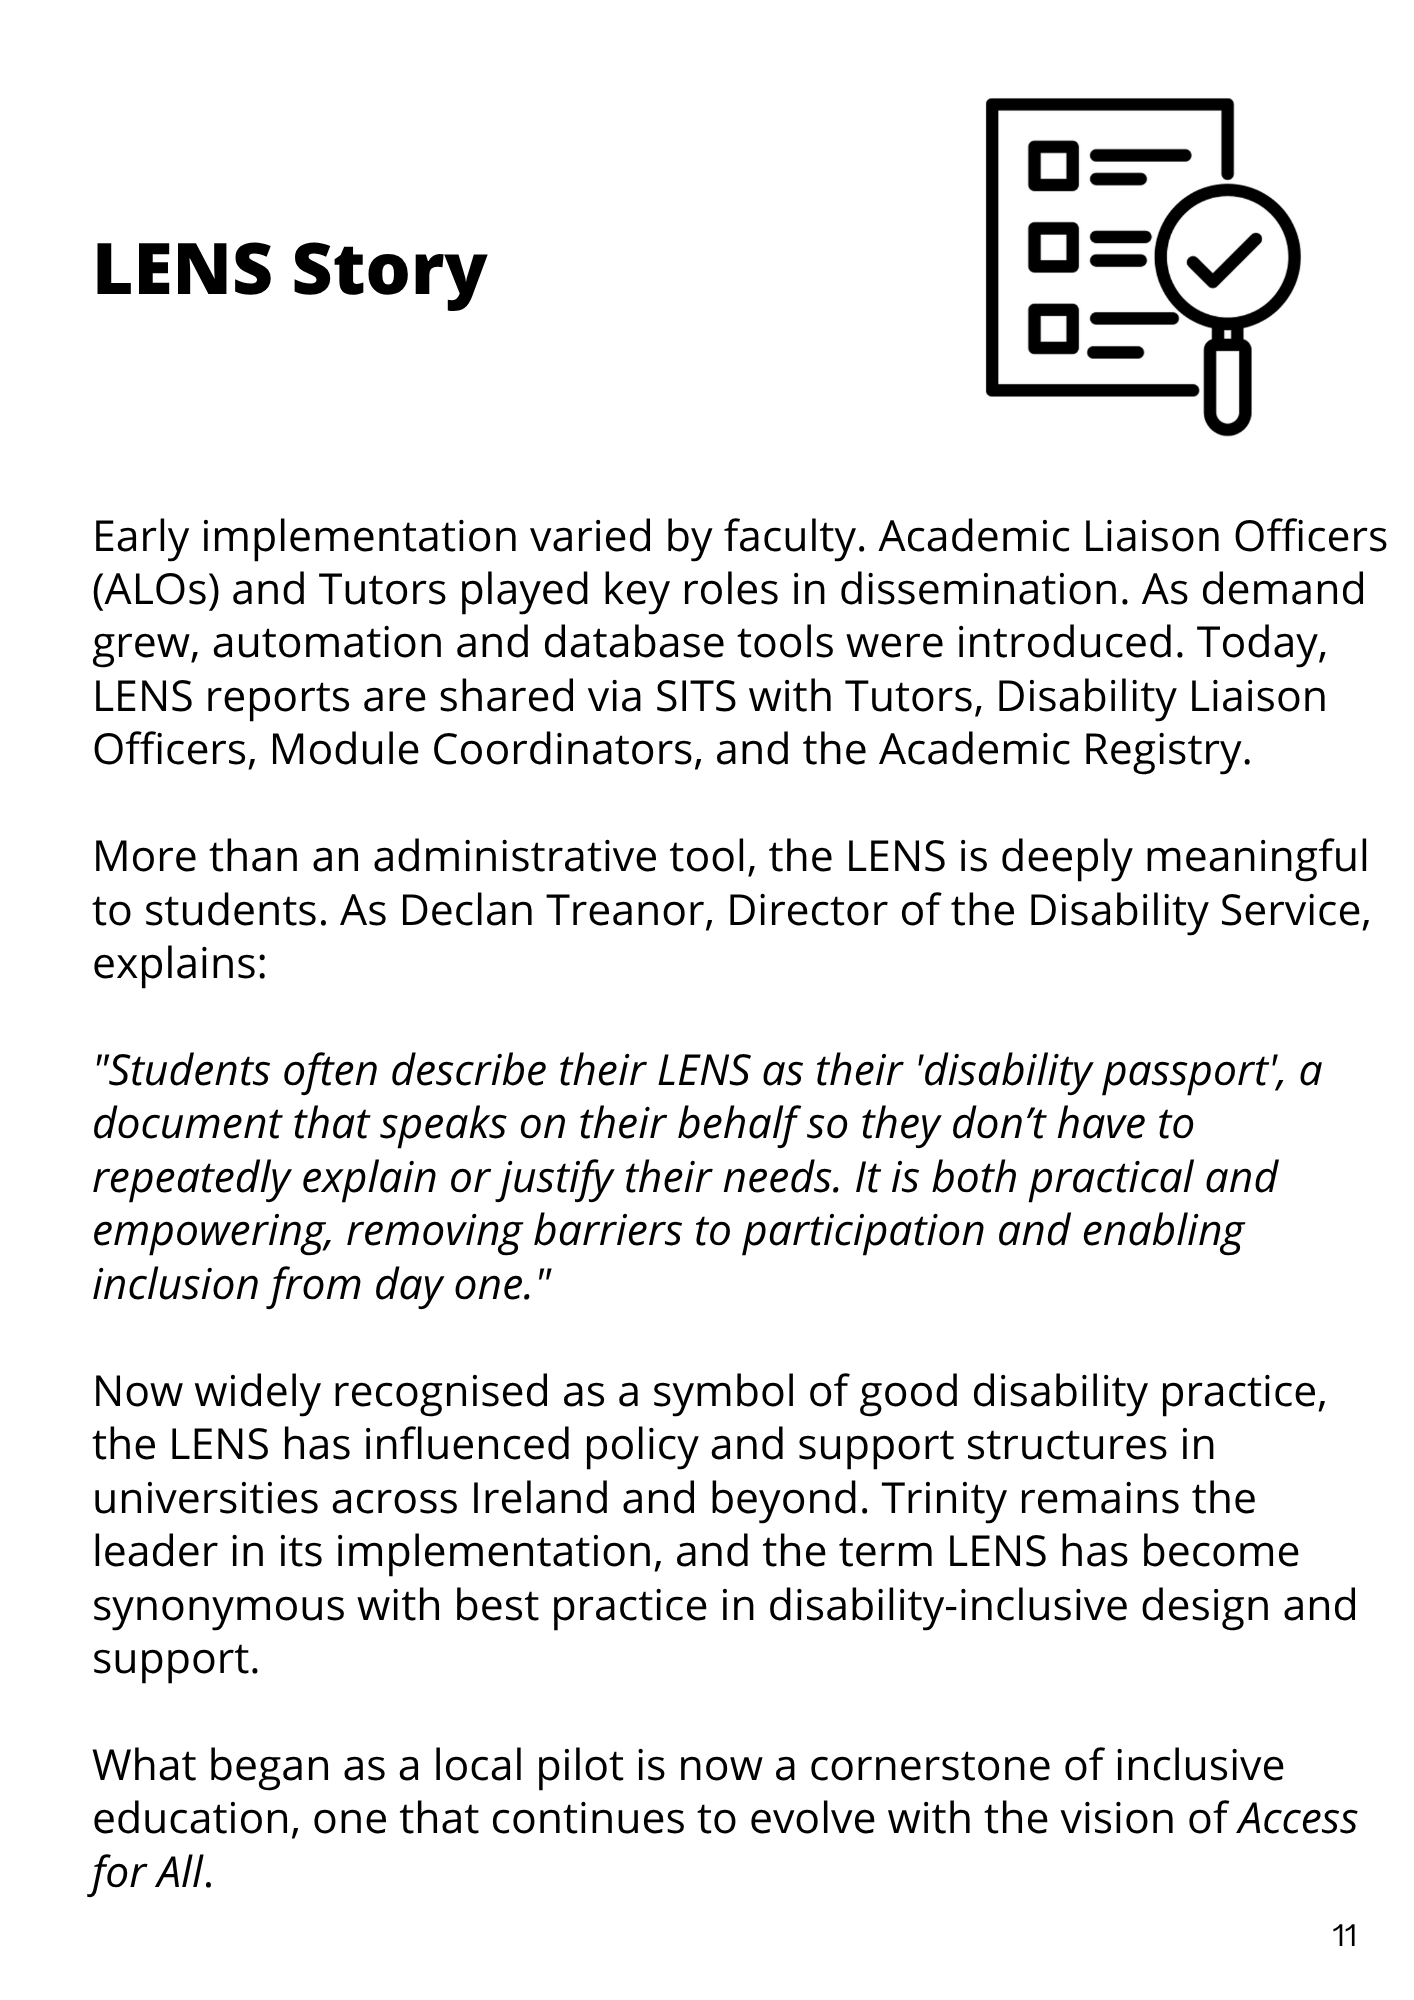 LENS Story
Early implementation varied by faculty. Academic Liaison Officers
(ALOs) and Tutors played key roles in dissemination. As demand
grew, automation and database tools were introduced. Today,
LENS reports are shared via SITS with Tutors, Disability Liaison
Officers, Module Coordinators, and the Academic Registry.
More than an administrative tool, the LENS is deeply meaningful
to students. As Declan Treanor, Director of the Disability Service,
explains:
"Students often describe their LENS as their 'disability passport', a
document that speaks on their behalf so they don’t have to
repeatedly explain or justify their needs. It is both practical and
empowering, removing barriers to participation and enabling
inclusion from day one."
Now widely recognised as a symbol of good disability practice,
the LENS has influenced policy and support structures in
universities across Ireland and beyond. Trinity remains the
leader in its implementation, and the term LENS has become
synonymous with best practice in disability-inclusive design and
support.
What began as a local pilot is now a cornerstone of inclusive
education, one that continues to evolve with the vision of Access
for All.
11